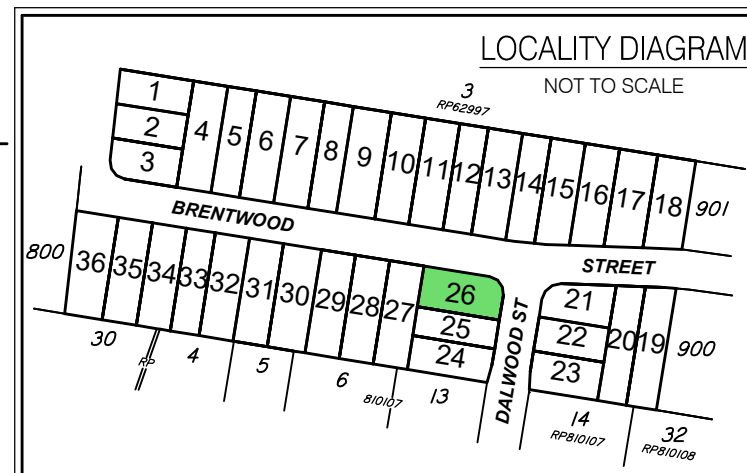 LOCALITY DIAGRAM
NOT TO SCALE
3
RP62997
1
2
3
4 5 6 7 8 9 10 11 12 13 14 15 16 17 18 901
BRENTWOOD
STREET
800 36 35 34 33 32 31 30 29 28 27
26
25
24
DALWOOD ST
21
22
23
20 19 900
30
RP
4
5
6
810107
13
14
RP810107
32
RP810108